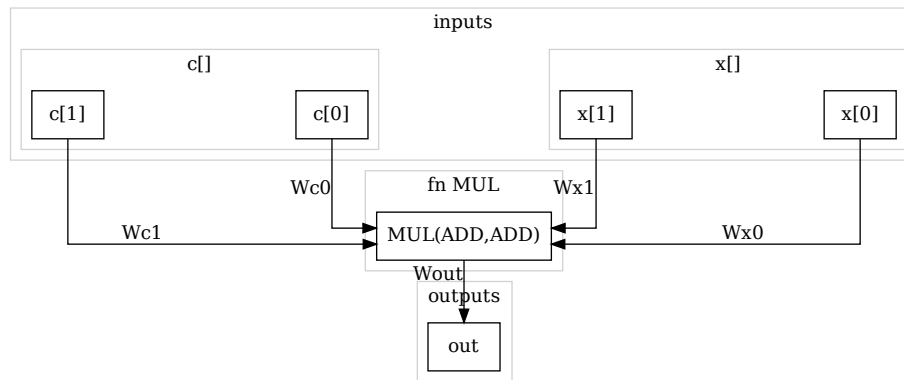 inputs
c[]
x[]
c[1]
c[0]
x[1]
x[0]
Wc0
fn MUL
Wx1
Wc1
MUL(ADD,ADD)
Wx0
Wout
outputs
out